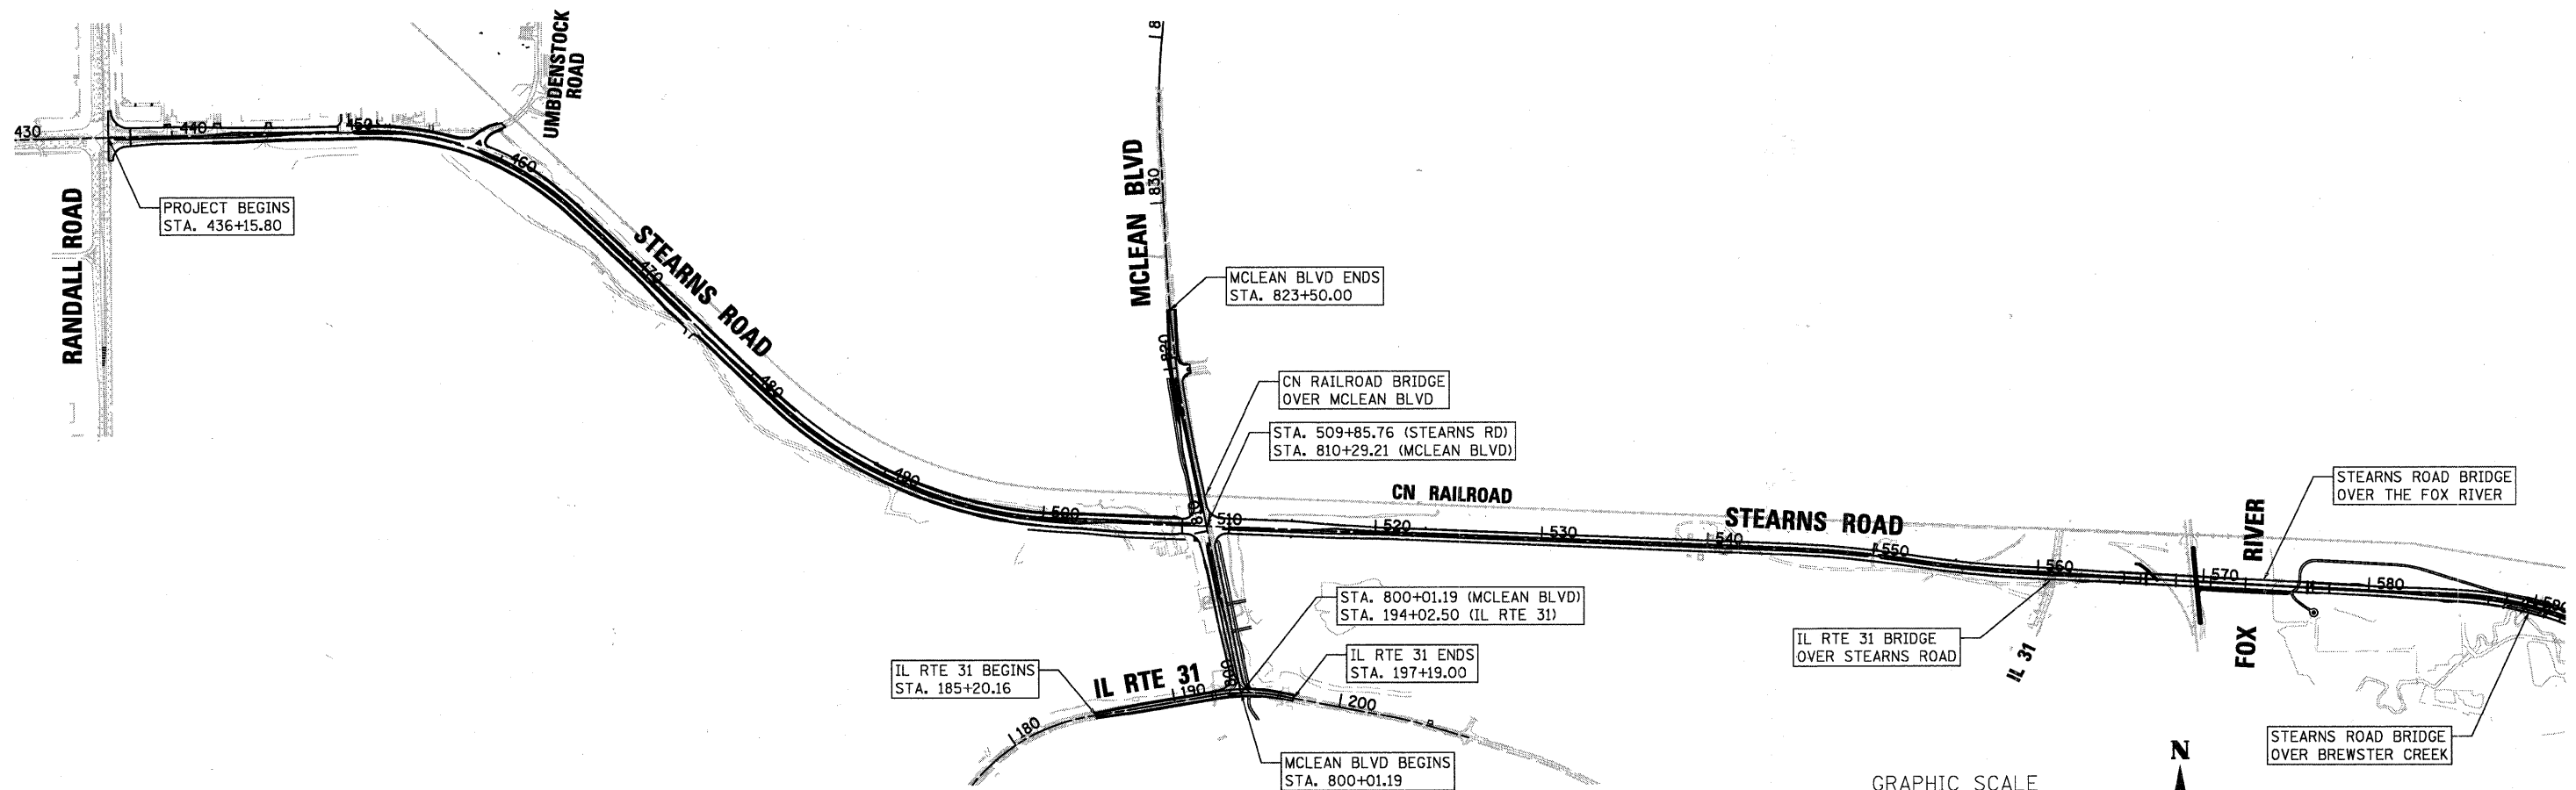 UMBDENSTOCK
ROAD
430
440
450
460
RANDALL ROAD
PROJECT BEGINS
STA. 436+15.80
STEARNS ROAD
470
480
490
500
MCLEAN BLVD
830
820
MCLEAN BLVD ENDS
STA. 823+50.00
CN RAILROAD BRIDGE
OVER MCLEAN BLVD
STA. 509+85.76 (STEARNS RD)
STA. 810+29.21 (MCLEAN BLVD)
CN RAILROAD
810
510
520
530
540
STEARNS ROAD
550
560
570
580
590
STEARNS ROAD BRIDGE
OVER THE FOX RIVER
FOX RIVER
STA. 800+01.19 (MCLEAN BLVD)
STA. 194+02.50 (IL RTE 31)
IL RTE 31 BRIDGE
OVER STEARNS ROAD
IL 31
IL RTE 31 BEGINS
STA. 185+20.16
IL RTE 31
IL RTE 31 ENDS
STA. 197+19.00
180
190
800
200
MCLEAN BLVD BEGINS
STA. 800+01.19
STEARNS ROAD BRIDGE
OVER BREWSTER CREEK
GRAPHIC SCALE
N